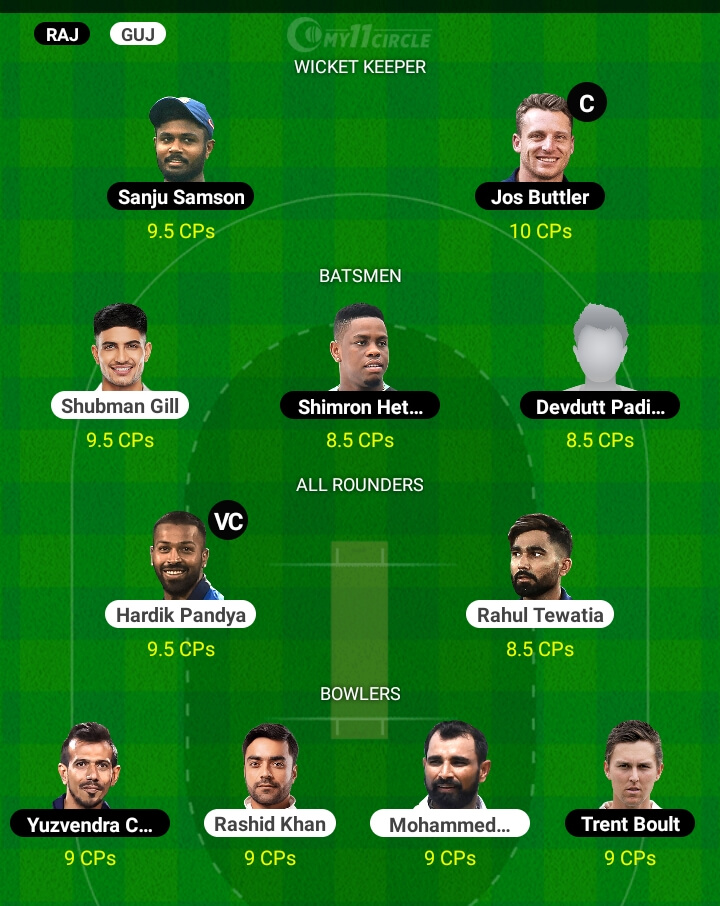 RAJ GUJ
MY11CIRCLE
WICKET KEEPER
C
Sanju Samson Jos Buttler
9.5 CPs 10 CPs
BATSMEN
Shubman Gill Shimron Het... Devdutt Padi...
9.5 CPs 8.5 CPs 8.5 CPs
ALL ROUNDERS
VC
Hardik Pandya Rahul Tewatia
9.5 CPs 8.5 CPs
BOWLERS
Yuzvendra C... Rashid Khan Mohammed... Trent Boult
9 CPs 9 CPs 9 CPs 9 CPs